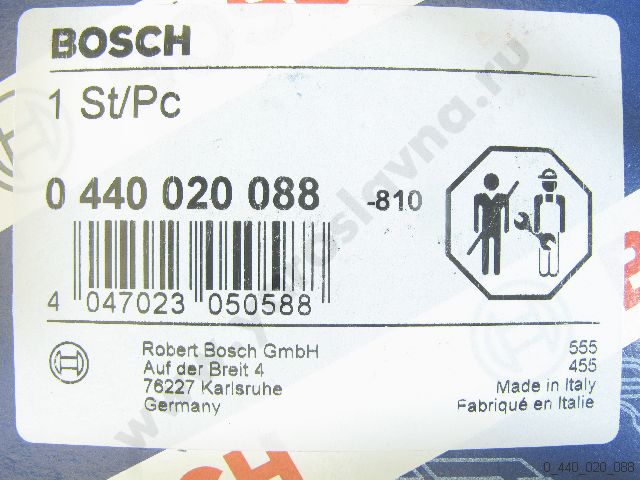 BOSCH
1 St/Pc
0 440 020 088 -810
4 047023 050588
Robert Bosch GmbH
Auf der Breit 4
76227 Karlsruhe
Germany
555
455
Made in Italy
Fabriqué en Italie
0_440_020_088